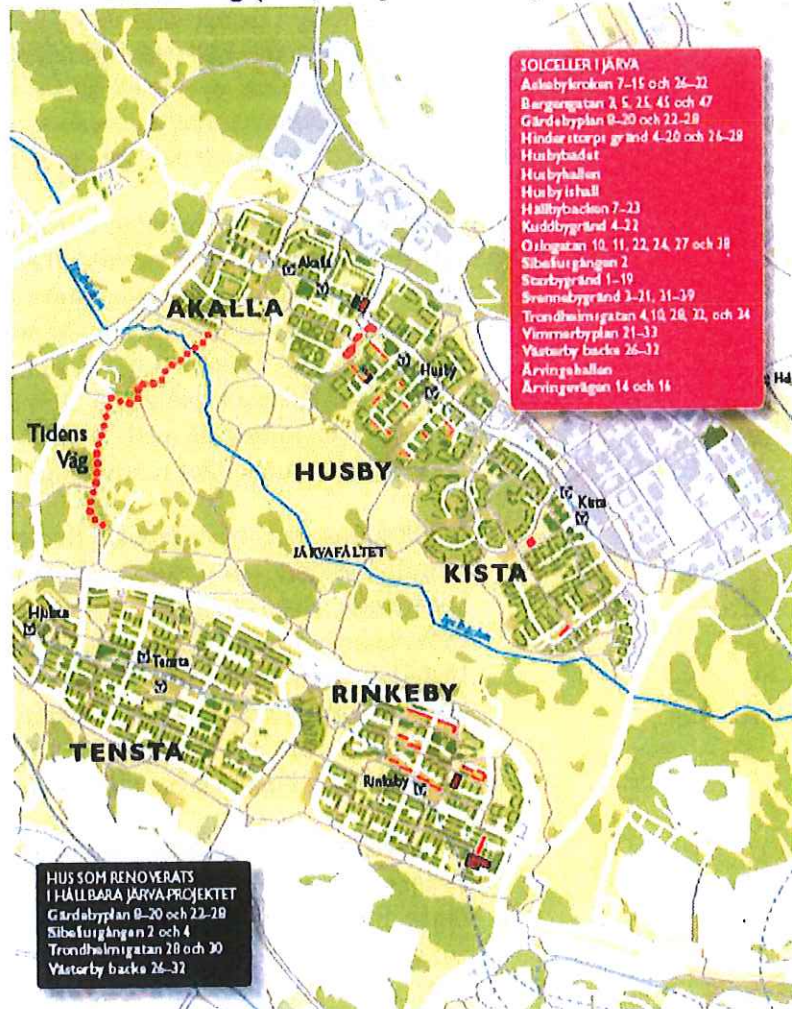 SOLCELLER I JÄRVA
Askebykroken 7–15 och 26–32
Bergengatan 2, 5, 25, 45 och 47
Gärdebyplan 8–20 och 22–28
Hinderstorps gränd 4–20 och 26–28
Husbybadet
Husbyhallen
Husby ishall
Hällbybacken 7–23
Kuddbygränd 4–22
Oslogatan 10, 11, 22, 24, 27 och 38
Sibeliusgången 2
Storbygränd 1–19
Svennebygränd 3–21, 31–39
Trondheimsgatan 4, 10, 28, 32, och 34
Vimmerbyplan 21–33
Västerby backe 26–32
Ärvingehallen
Ärvingevägen 14 och 16
Akalla
AKALLA
Husby
Tidens
Väg
HUSBY
Kista
JÄRVAFÄLTET
KISTA
Hjulsta
Tensta
RINKEBY
TENSTA
Rinkeby
HUS SOM RENOVERATS
I HÅLLBARA JÄRVA-PROJEKTET
Gärdebyplan 8–20 och 22–28
Sibeliusgången 2 och 4
Trondheimsgatan 28 och 30
Västerby backe 26–32